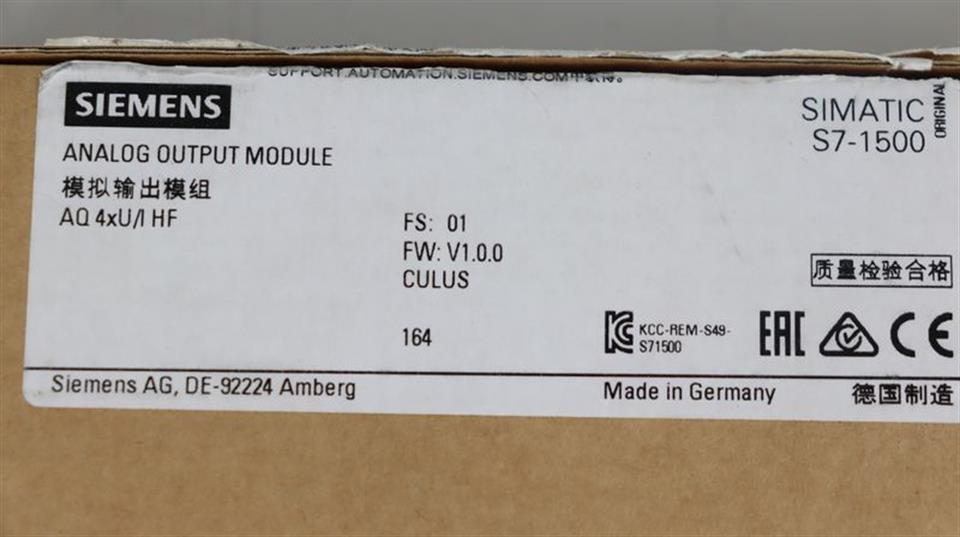 SUPPORT.AUTOMATION.SIEMENS.COM中获得。
SIEMENS
SIMATIC
S7-1500
ORIGINAL
ANALOG OUTPUT MODULE
模拟输出模组
AQ 4xU/I HF
FS: 01
FW: V1.0.0
CULUS
质量检验合格
164
KCC-REM-S49-
S71500
EAC
CE
Siemens AG, DE-92224 Amberg
Made in Germany
德国制造